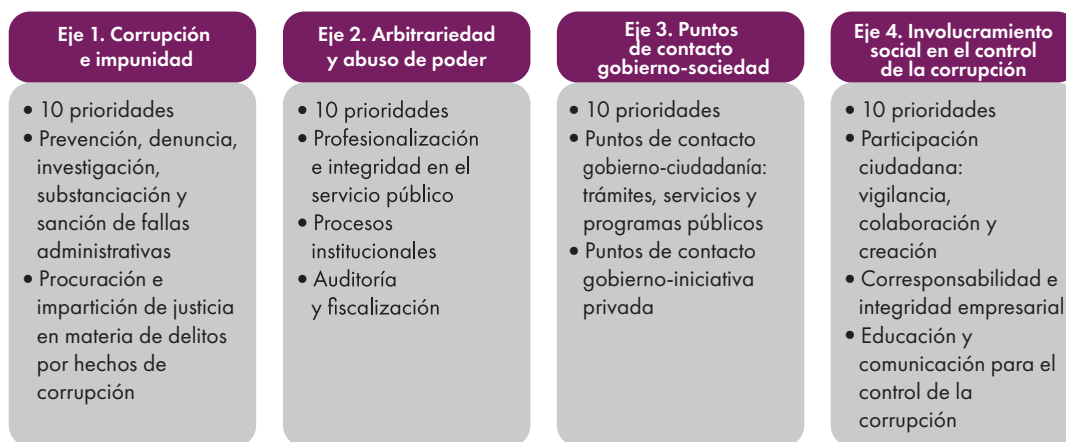 Eje 1. Corrupción
e impunidad
• 10 prioridades
• Prevención, denuncia,
investigación,
substanciación y
sanción de fallas
administrativas
• Procuración e
impartición de justicia
en materia de delitos
por hechos de
corrupción
Eje 2. Arbitrariedad
y abuso de poder
• 10 prioridades
• Profesionalización
e integridad en el
servicio público
• Procesos
institucionales
• Auditoría
y fiscalización
Eje 3. Puntos
de contacto
gobierno-sociedad
• 10 prioridades
• Puntos de contacto
gobierno-ciudadanía:
trámites, servicios y
programas públicos
• Puntos de contacto
gobierno-iniciativa
privada
Eje 4. Involucramiento
social en el control
de la corrupción
• 10 prioridades
• Participación
ciudadana:
vigilancia,
colaboración y
creación
• Corresponsabilidad e
integridad empresarial
• Educación y
comunicación para el
control de la
corrupción